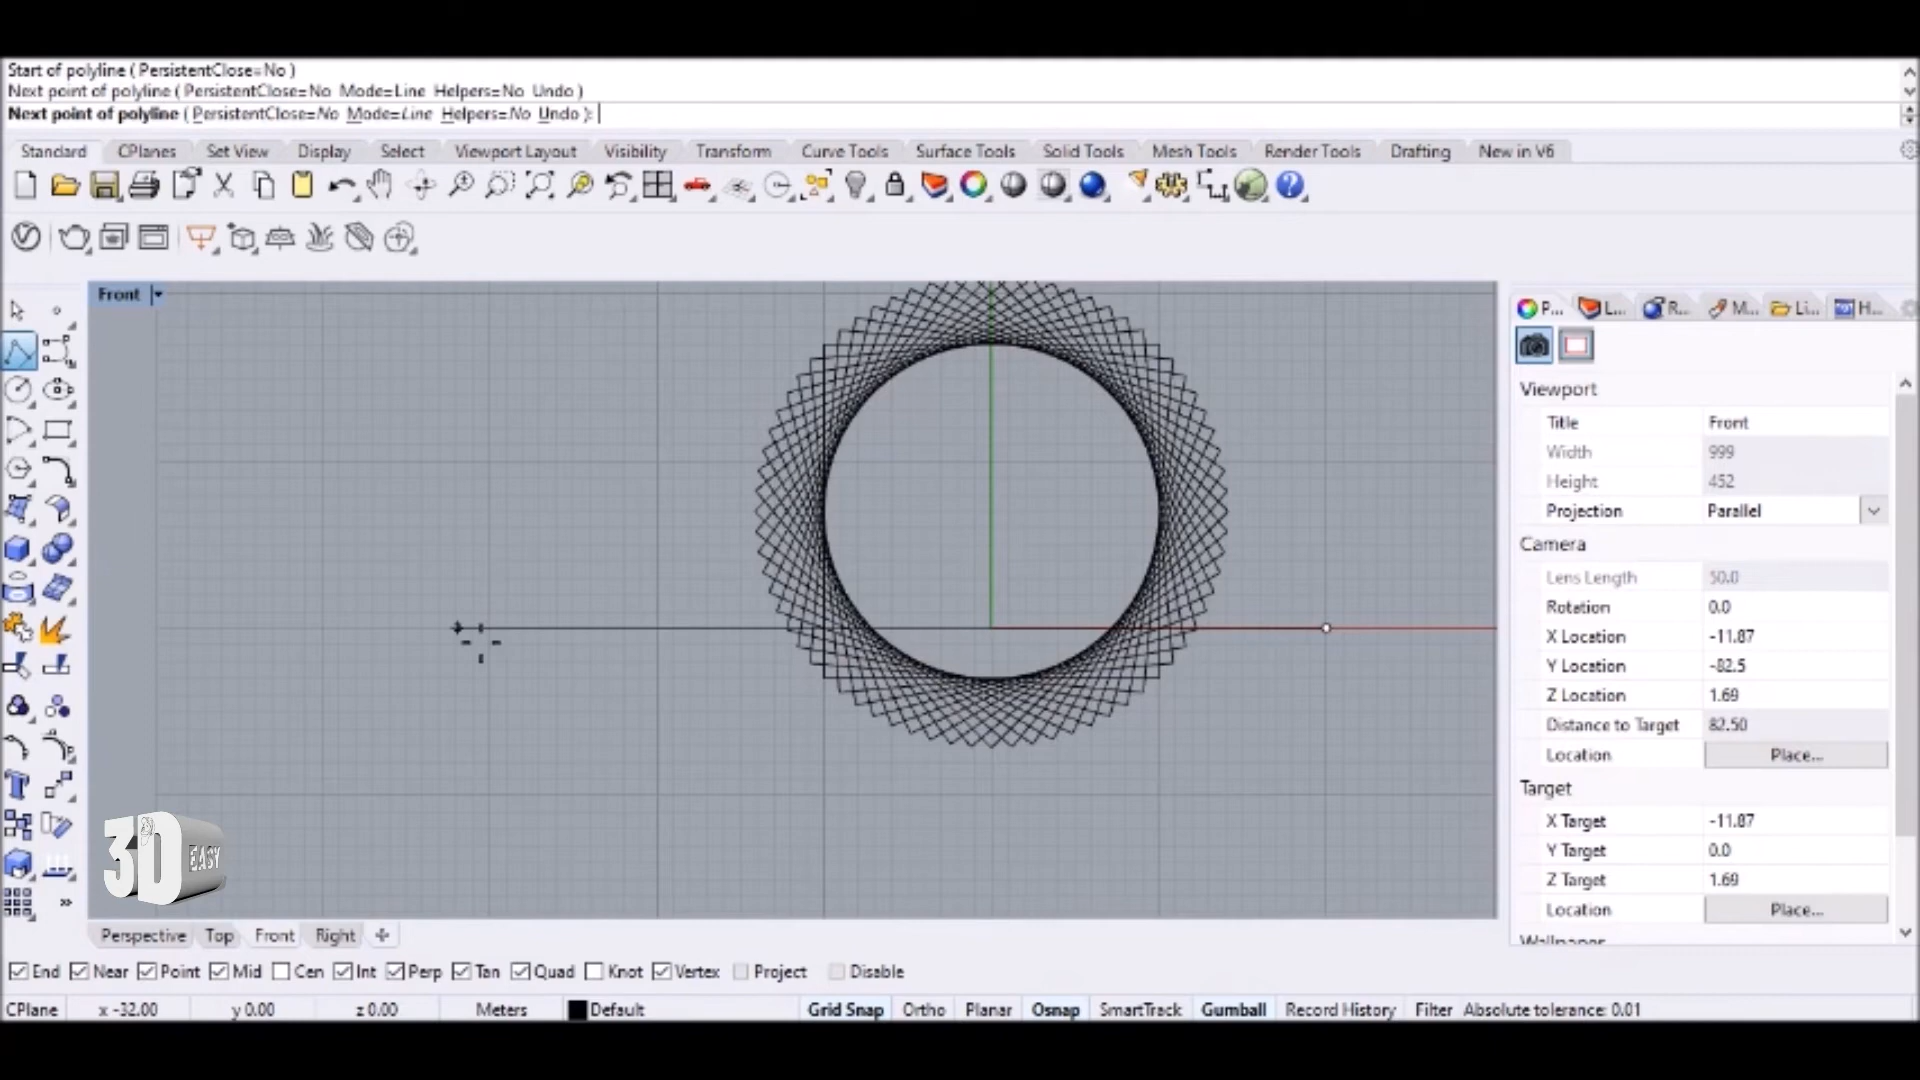 Start of polyline ( PersistentClose=No )
Next point of polyline ( PersistentClose=No Mode=Line Helpers=No Undo )
Next point of polyline ( PersistentClose=No Mode=Line Helpers=No Undo ):
Standard CPlanes Set View Display Select Viewport Layout Visibility Transform Curve Tools Surface Tools Solid Tools Mesh Tools Render Tools Drafting New in V6
Front
P... L... R... M... Li... H...
Viewport
Title Front
Width 999
Height 452
Projection Parallel
Camera
Lens Length 50.0
Rotation 0.0
X Location -11.87
Y Location -82.5
Z Location 1.69
Distance to Target 82.50
Location Place...
Target
X Target -11.87
Y Target 0.0
Z Target 1.69
Location Place...
Wallpaper
3D EASY
Perspective Top Front Right
End Near Point Mid Cen Int Perp Tan Quad Knot Vertex Project Disable
CPlane x -32.00 y 0.00 z 0.00 Meters Default Grid Snap Ortho Planar Osnap SmartTrack Gumball Record History Filter Absolute tolerance: 0.01